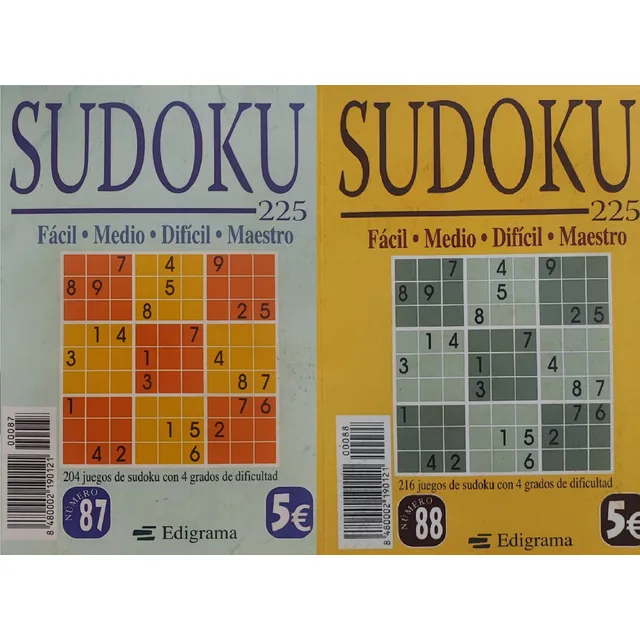 SUDOKU
225
Fácil • Medio • Difícil • Maestro
7 4 9
8 9 5
8 2 5
1 4 7
3 1 4
3 8 7
1 7 6
1 5 2
4 2 6
204 juegos de sudoku con 4 grados de dificultad
00087
8 480002 190121
NÚMERO
87
Edigrama
5€
SUDOKU
225
Fácil • Medio • Difícil • Maestro
7 4 9
8 9 5
8 2 5
1 4 7
3 1 4
3 8 7
1 7 6
1 5 2
4 2 6
216 juegos de sudoku con 4 grados de dificultad
00088
8 480002 190121
NÚMERO
88
Edigrama
5€